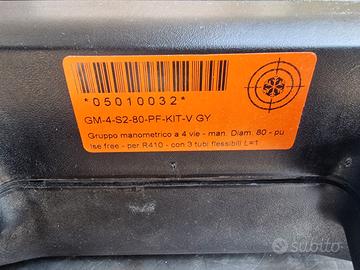 *05010032*
GM-4-S2-80-PF-KIT-V GY
Gruppo manometrico a 4 vie - man. Diam. 80 - pu
lse free - per R410 - con 3 tubi flessibili L=1
subito